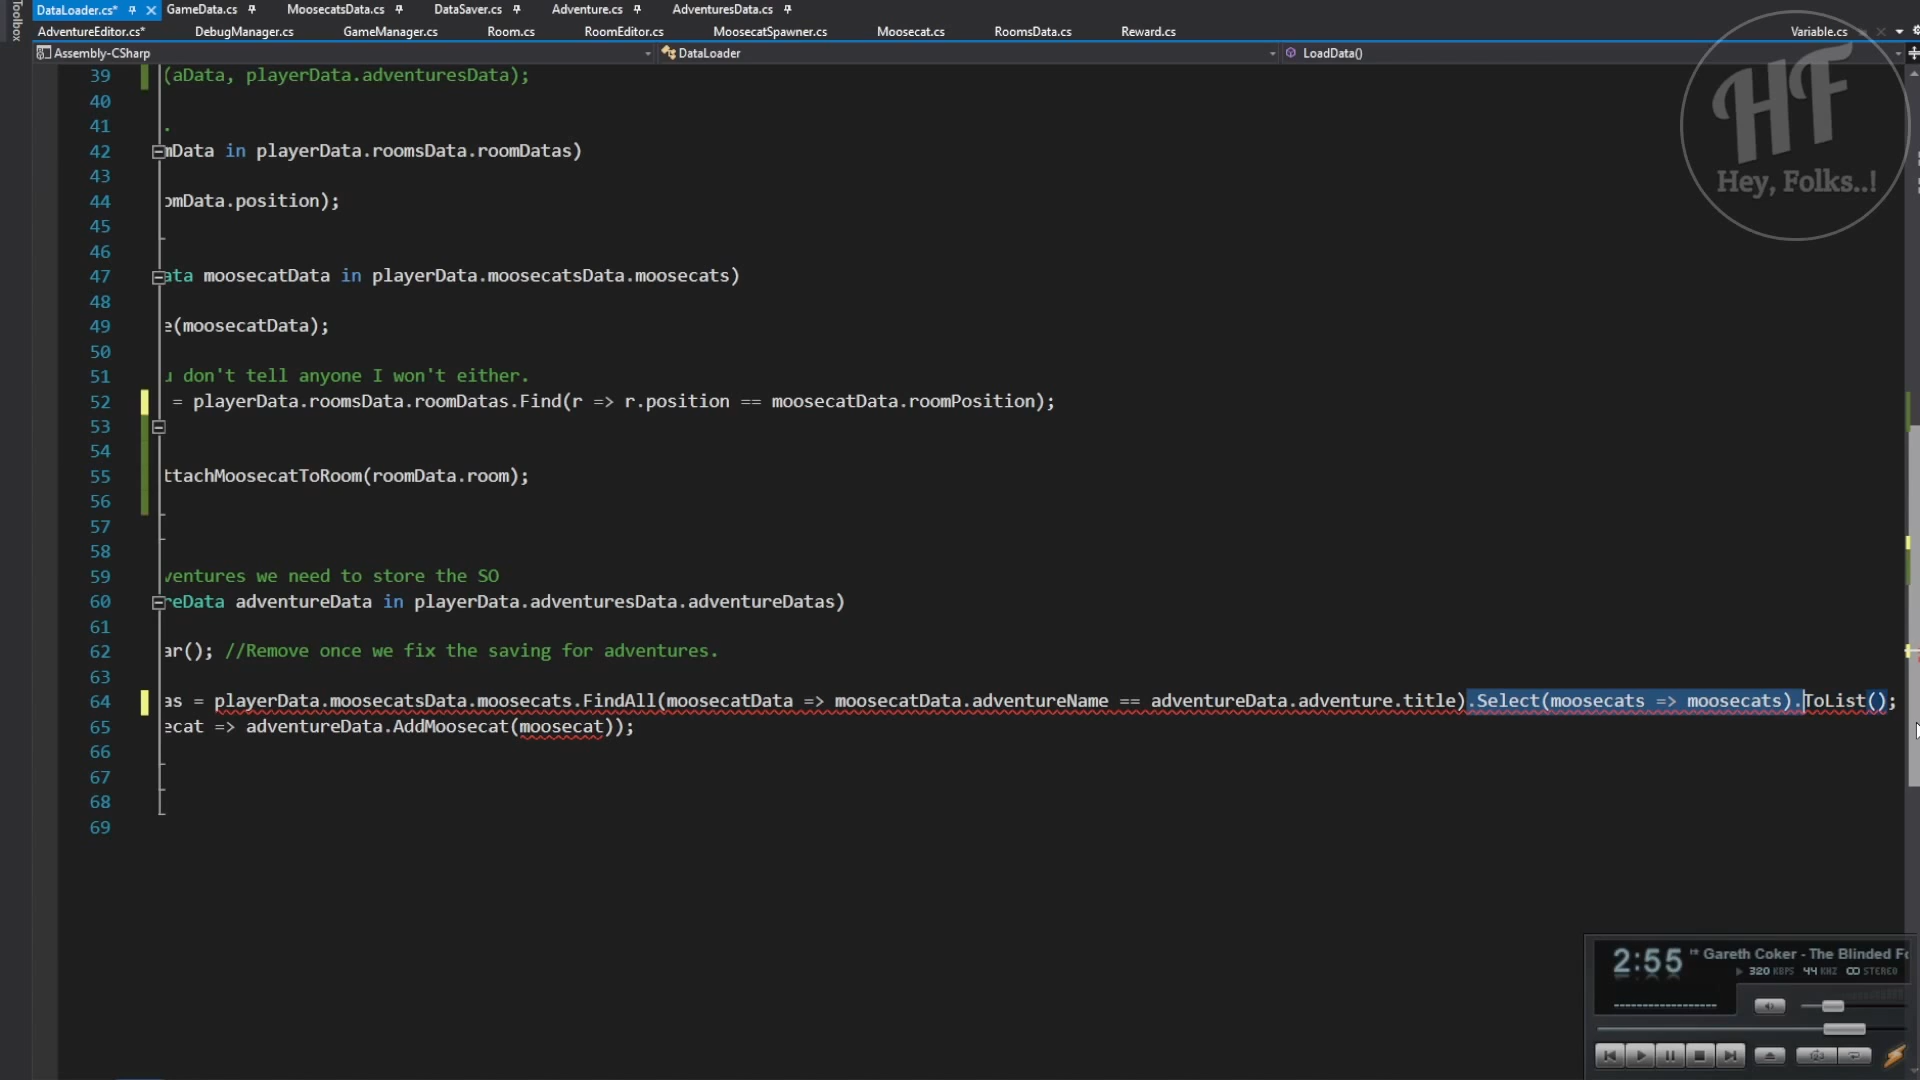 Toolbox
DataLoader.cs* GameData.cs MoosecatsData.cs DataSaver.cs Adventure.cs AdventuresData.cs
AdventureEditor.cs* DebugManager.cs GameManager.cs Room.cs RoomEditor.cs MoosecatSpawner.cs Moosecat.cs RoomsData.cs Reward.cs Variable.cs
Assembly-CSharp DataLoader LoadData()
HF
Hey, Folks..!
39 (aData, playerData.adventuresData);
40
41 .
42 mData in playerData.roomsData.roomDatas)
43
44 omData.position);
45
46
47 ata moosecatData in playerData.moosecatsData.moosecats)
48
49 e(moosecatData);
50
51 u don't tell anyone I won't either.
52 = playerData.roomsData.roomDatas.Find(r => r.position == moosecatData.roomPosition);
53
54
55 ttachMoosecatToRoom(roomData.room);
56
57
58
59 ventures we need to store the SO
60 reData adventureData in playerData.adventuresData.adventureDatas)
61
62 ar(); //Remove once we fix the saving for adventures.
63
64 as = playerData.moosecatsData.moosecats.FindAll(moosecatData => moosecatData.adventureName == adventureData.adventure.title).Select(moosecats => moosecats).ToList();
65 ecat => adventureData.AddMoosecat(moosecat));
66
67
68
69
2:55 Gareth Coker - The Blinded Fo
320 KBPS 44 KHZ STEREO